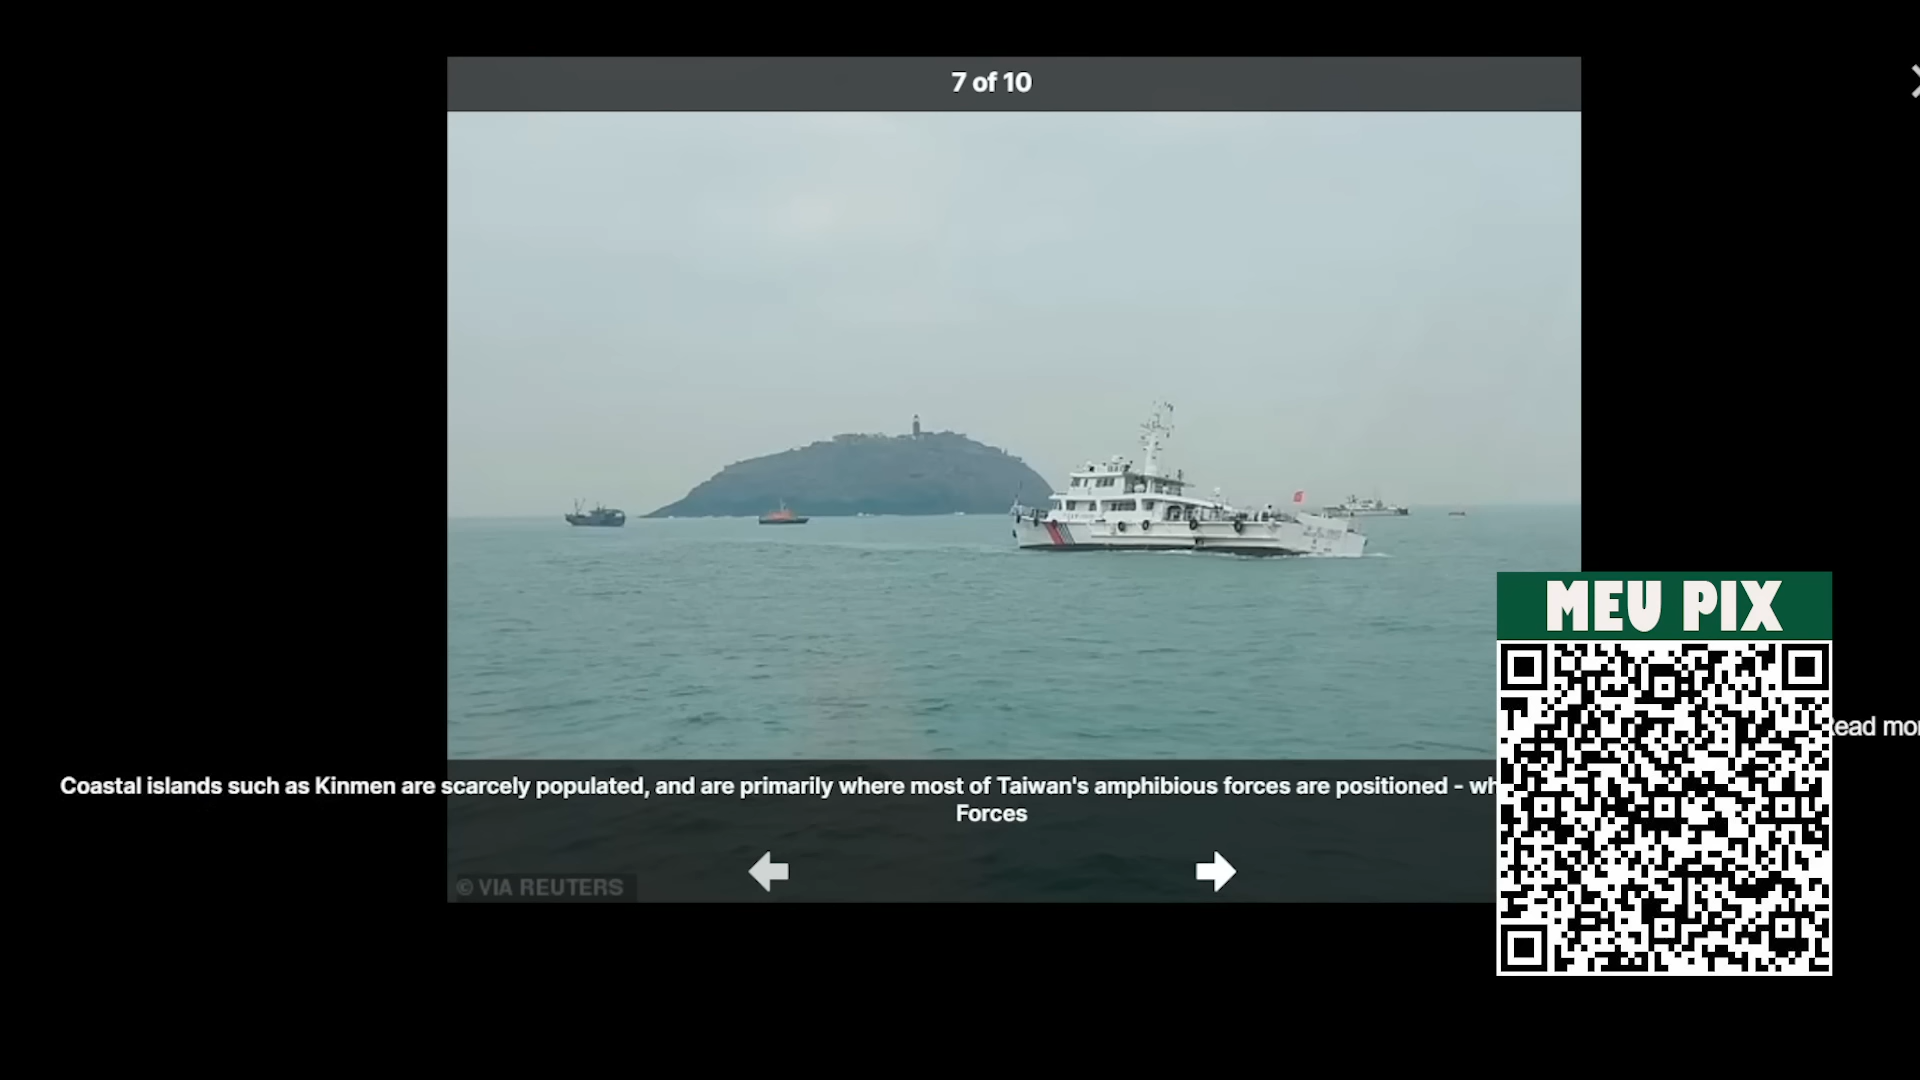 7 of 10
MEU PIX
Read mor
Coastal islands such as Kinmen are scarcely populated, and are primarily where most of Taiwan's amphibious forces are positioned - wh
Forces
© VIA REUTERS